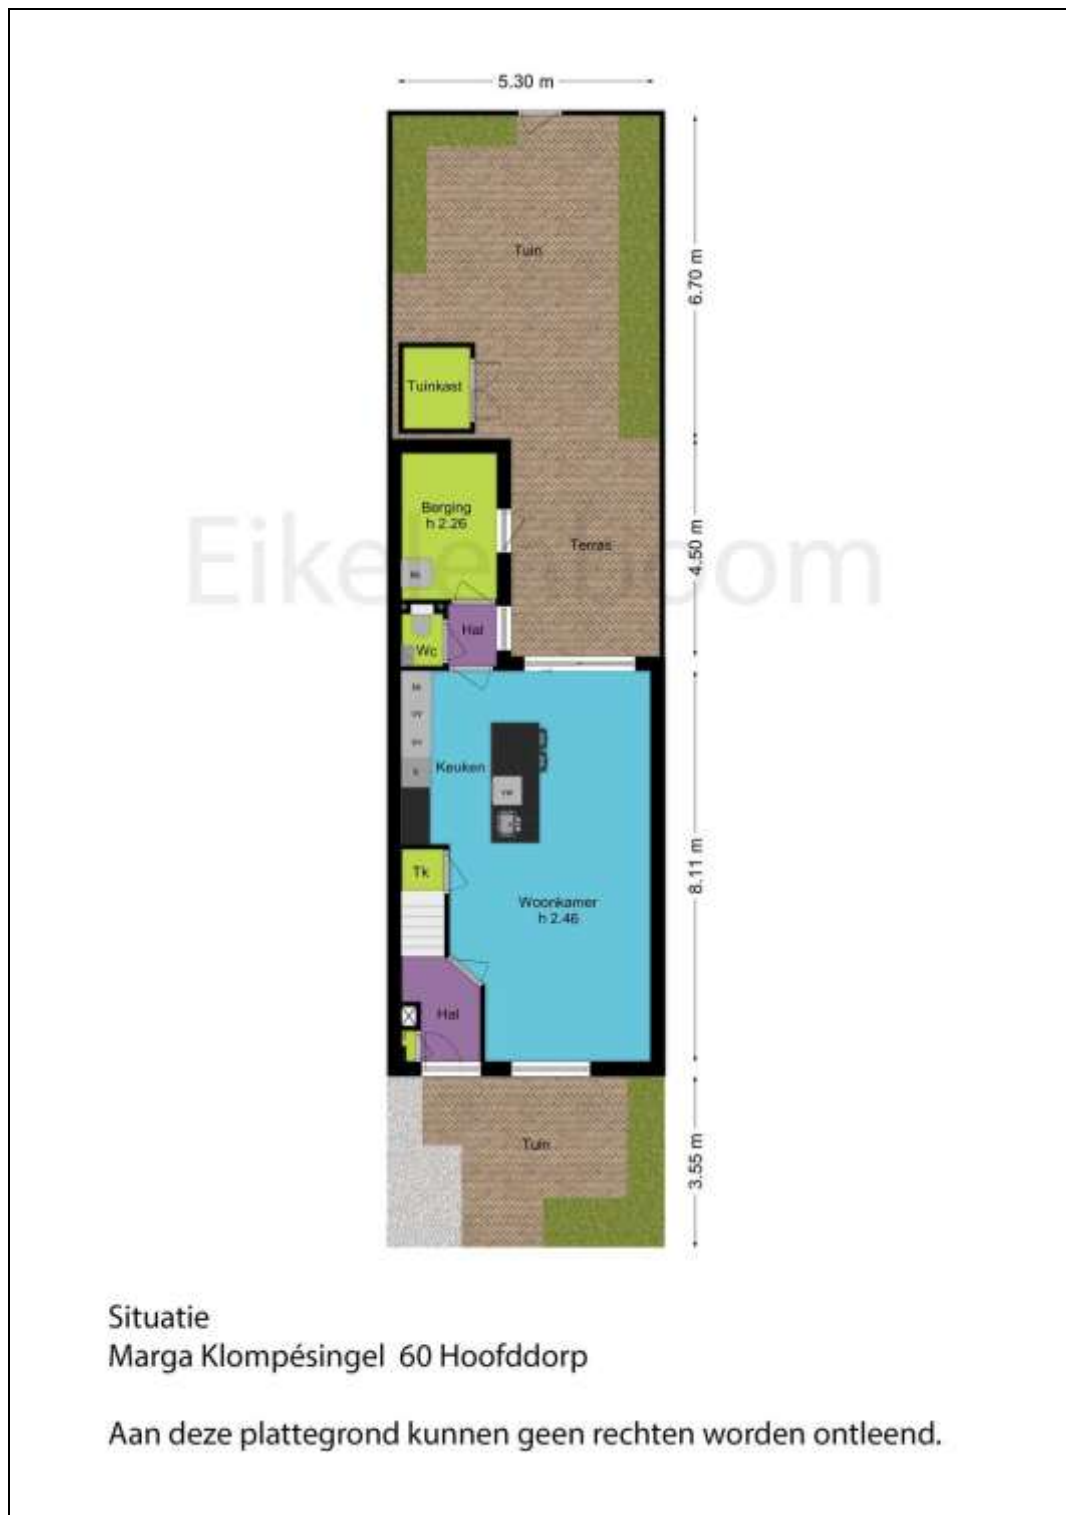 5.30 m
Tuin
6.70 m
Tuinkast
Berging
h 2.26
4.50 m
Eikelenboom
Terras
Hal
Wc
Keuken
8.11 m
Tk
Woonkamer
h 2.46
Hal
Tuin
3.55 m
Situatie
Marga Klompésingel 60 Hoofddorp
Aan deze plattegrond kunnen geen rechten worden ontleend.